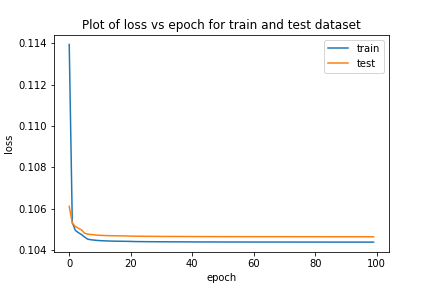 Plot of loss vs epoch for train and test dataset
train
test
0.114
0.112
0.110
0.108
0.106
0.104
loss
0 20 40 60 80 100
epoch